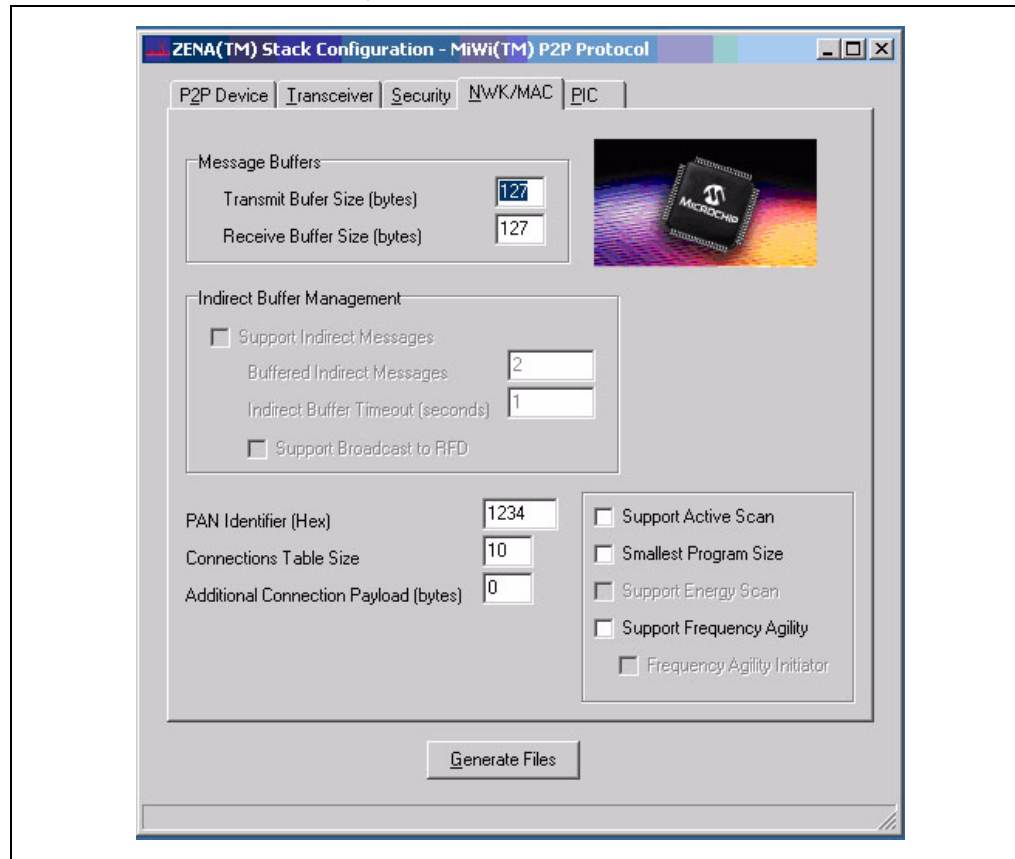 ZENA(TM) Stack Configuration - MiWi(TM) P2P Protocol
P2P Device Transceiver Security NWK/MAC PIC
Message Buffers
Transmit Bufer Size (bytes) 127
Receive Buffer Size (bytes) 127
MICROCHIP
Indirect Buffer Management
Support Indirect Messages
Buffered Indirect Messages 2
Indirect Buffer Timeout (seconds) 1
Support Broadcast to RFD
PAN Identifier (Hex) 1234
Connections Table Size 10
Additional Connection Payload (bytes) 0
Support Active Scan
Smallest Program Size
Support Energy Scan
Support Frequency Agility
Frequency Agility Initiator
Generate Files